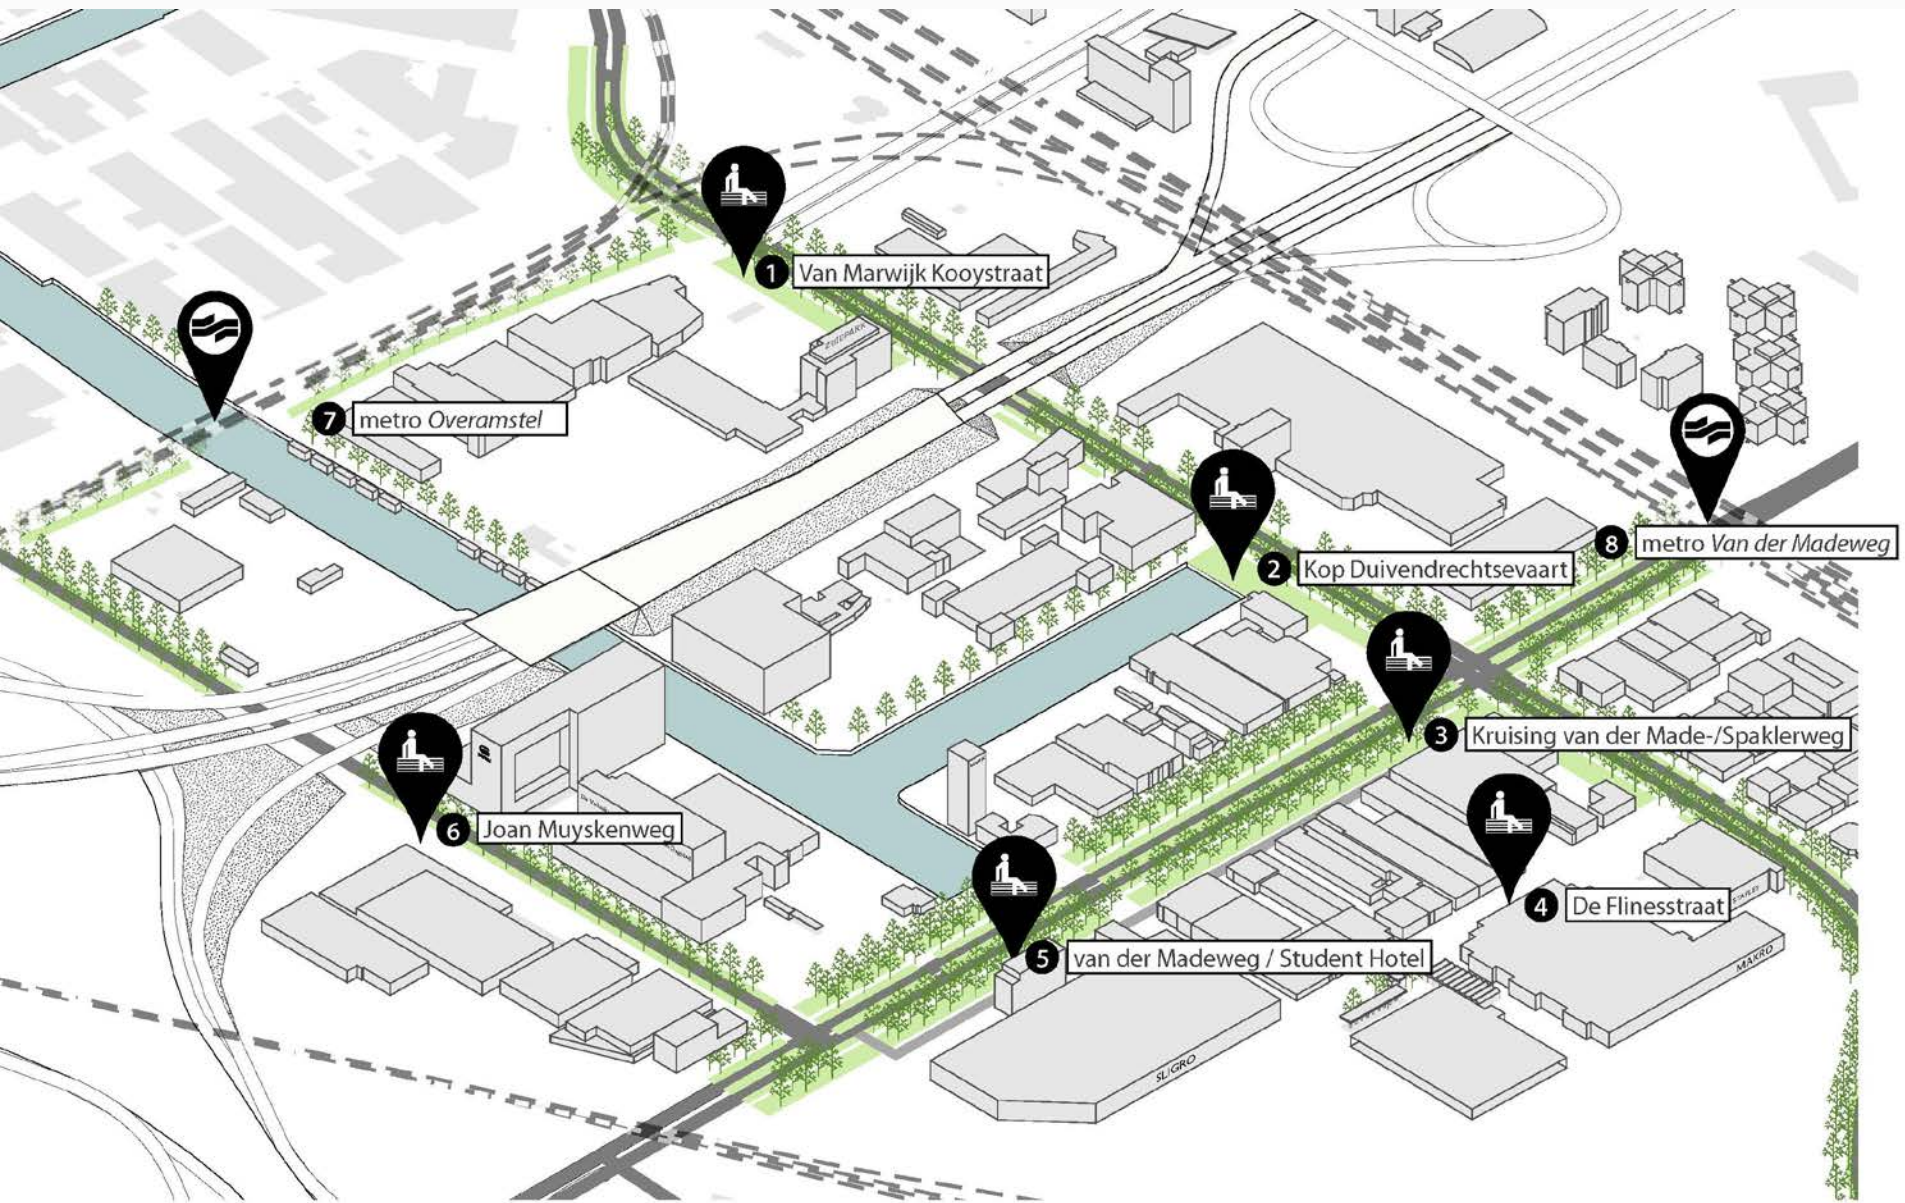 1 Van Marwijk Kooystraat
ZUIDPARK
7 metro Overamstel
8 metro Van der Madeweg
2 Kop Duivendrechtsevaart
3 Kruising van der Made-/Spaklerweg
6 Joan Muyskenweg
4 De Flinesstraat
5 van der Madeweg / Student Hotel
MAKRO
SLIGRO